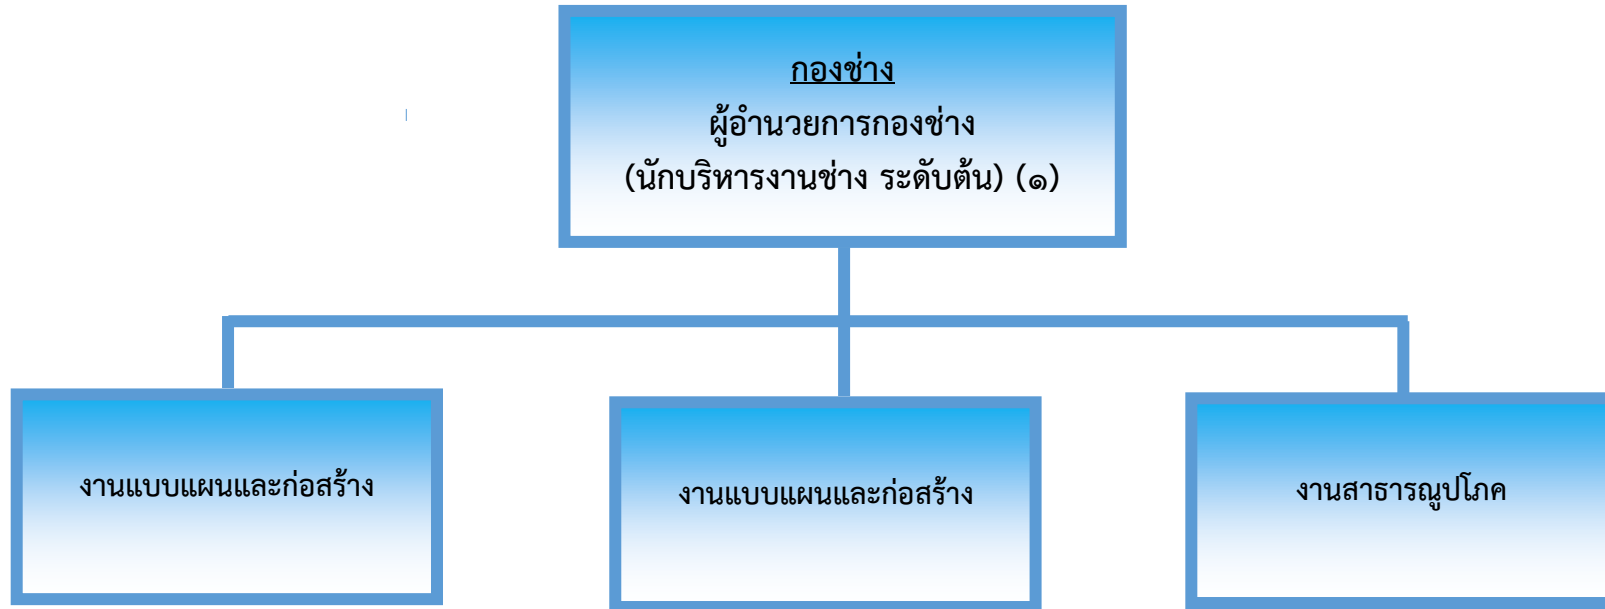 กองช่าง
ผู้อำนวยการกองช่าง
(นักบริหารงานช่าง ระดับต้น) (๑)
งานแบบแผนและก่อสร้าง
งานแบบแผนและก่อสร้าง
งานสาธารณูปโภค